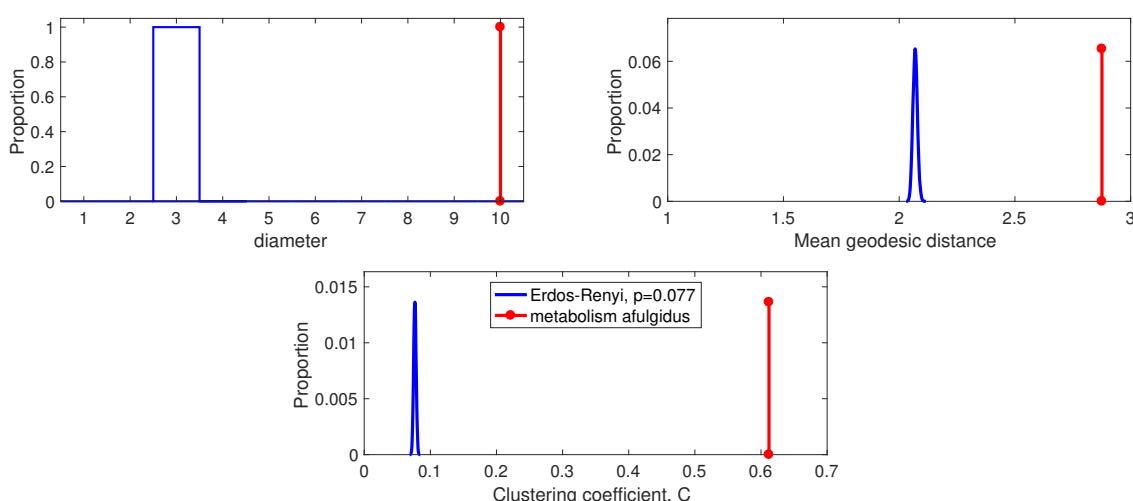 Proportion
1
0.8
0.6
0.4
0.2
0
1 2 3 4 5 6 7 8 9 10
diameter
Proportion
0.06
0.04
0.02
0
1 1.5 2 2.5 3
Mean geodesic distance
Proportion
0.015
0.01
0.005
0
Erdos-Renyi, p=0.077
metabolism afulgidus
0 0.1 0.2 0.3 0.4 0.5 0.6 0.7
Clustering coefficient, C